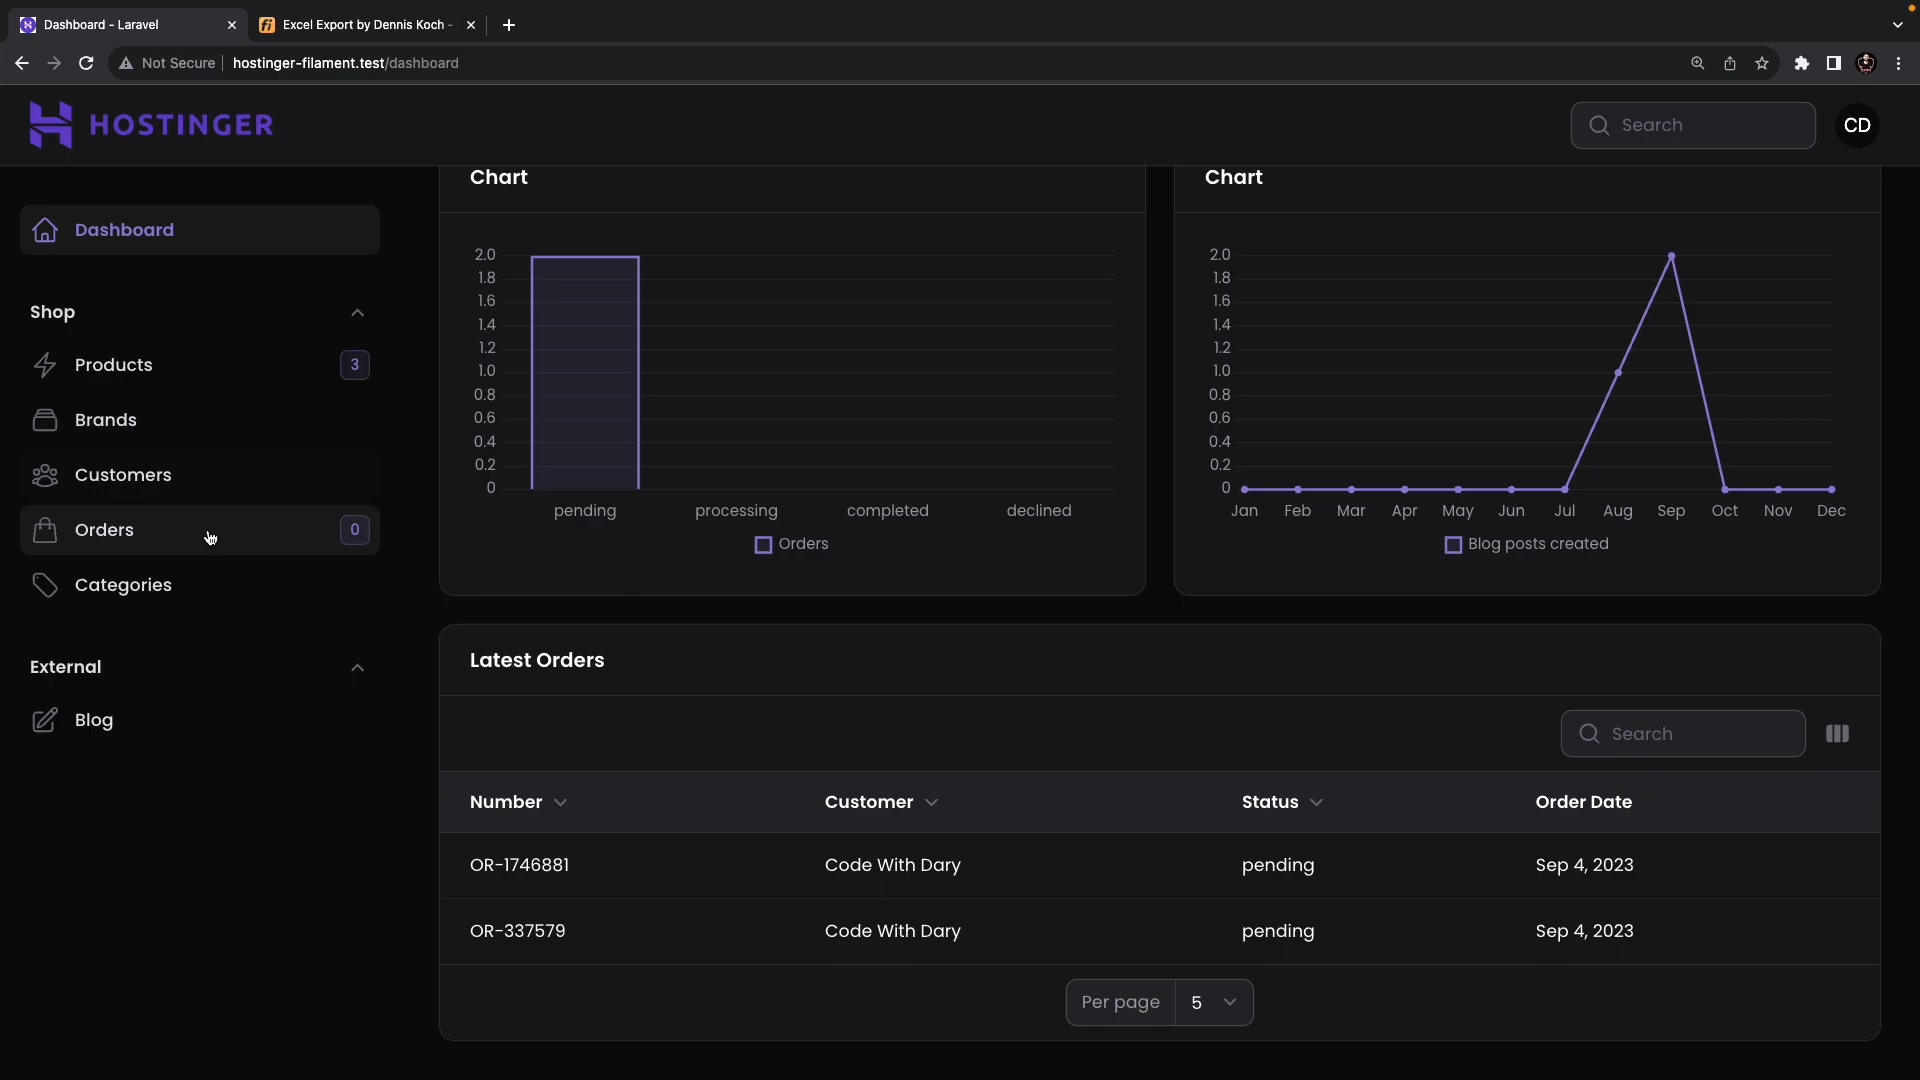 Dashboard - Laravel
Excel Export by Dennis Koch -
Not Secure
hostinger-filament.test/dashboard
HOSTINGER
Search
CD
Dashboard
Shop
Products
3
Brands
Customers
Orders
0
Categories
External
Blog
Chart
2.0
1.8
1.6
1.4
1.2
1.0
0.8
0.6
0.4
0.2
0
pending processing completed declined
Orders
Chart
2.0
1.8
1.6
1.4
1.2
1.0
0.8
0.6
0.4
0.2
0
Jan Feb Mar Apr May Jun Jul Aug Sep Oct Nov Dec
Blog posts created
Latest Orders
Search
Number Customer Status Order Date
OR-1746881 Code With Dary pending Sep 4, 2023
OR-337579 Code With Dary pending Sep 4, 2023
Per page 5